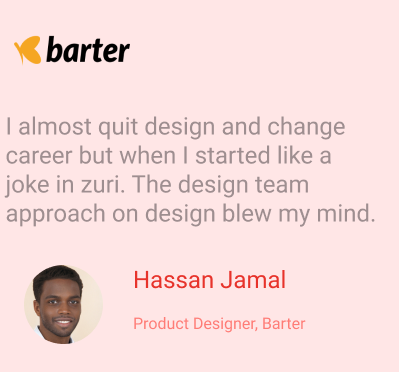 barter
I almost quit design and change
career but when I started like a
joke in zuri. The design team
approach on design blew my mind.
Hassan Jamal
Product Designer, Barter